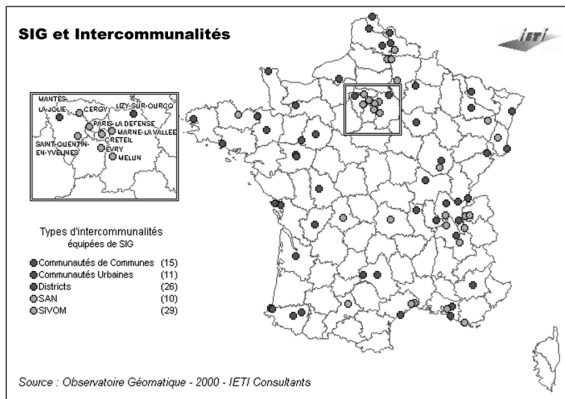 SIG et Intercommunalités
IETI
MANTES
LA-JOLIE
CERGY
LIZY-SUR-OURCQ
PARIS-LA DEFENSE
MARNE-LA VALLEE
CRETEIL
SAINT-QUENTIN-
EN-YVELINES
EVRY
MELUN
Types d'intercommunalités
équipées de SIG
Communautés de Communes (15)
Communautés Urbaines (11)
Districts (26)
SAN (10)
SIVOM (29)
Source : Observatoire Géomatique - 2000 - IETI Consultants